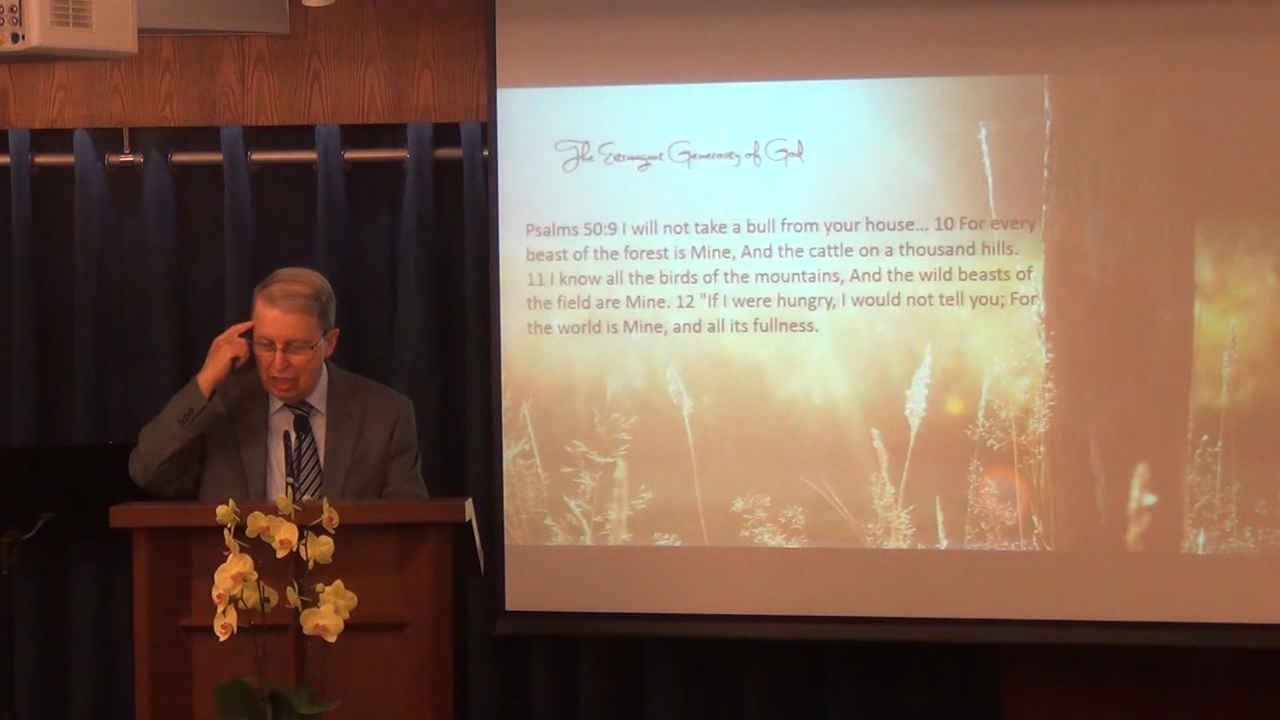 The Extravagant Generosity of God
Psalms 50:9 I will not take a bull from your house... 10 For every
beast of the forest is Mine, And the cattle on a thousand hills.
11 I know all the birds of the mountains, And the wild beasts of
the field are Mine. 12 "If I were hungry, I would not tell you; For
the world is Mine, and all its fullness.